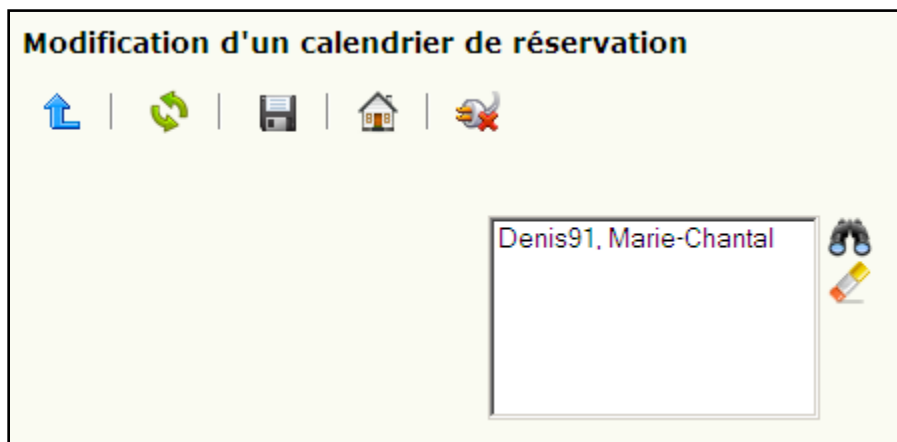 Modification d'un calendrier de réservation
Denis91, Marie-Chantal